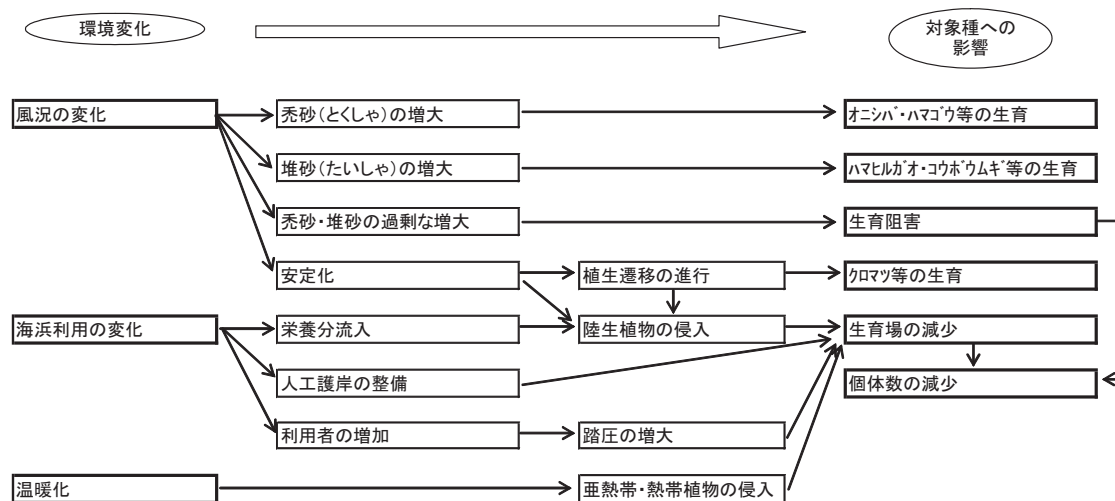 環境変化
対象種への
影響
風況の変化
禿砂(とくしゃ)の増大
オニシバ・ハマゴウ等の生育
堆砂(たいしゃ)の増大
ハマヒルガオ・コウボウムギ等の生育
禿砂・堆砂の過剰な増大
生育阻害
安定化
植生遷移の進行
クロマツ等の生育
海浜利用の変化
栄養分流入
陸生植物の侵入
生育場の減少
人工護岸の整備
個体数の減少
利用者の増加
踏圧の増大
温暖化
亜熱帯・熱帯植物の侵入